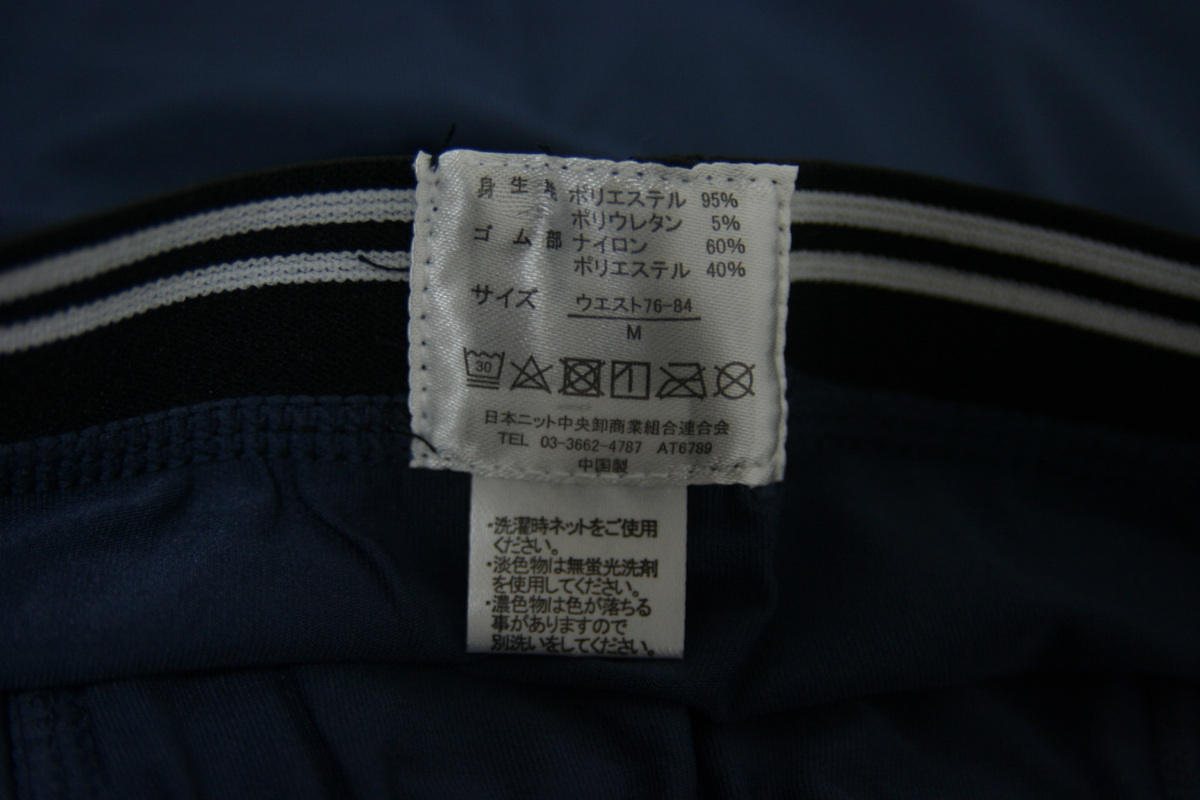 身生地 ポリエステル 95%
ポリウレタン 5%
ゴム部 ナイロン 60%
ポリエステル 40%
サイズ ウエスト76-84
M
30
日本ニット中央卸商業組合連合会
TEL 03-3662-4787 AT6789
中国製
・洗濯時ネットをご使用
ください。
・淡色物は無蛍光洗剤
を使用してください。
・濃色物は色が落ちる
事がありますので
別洗いをしてください。